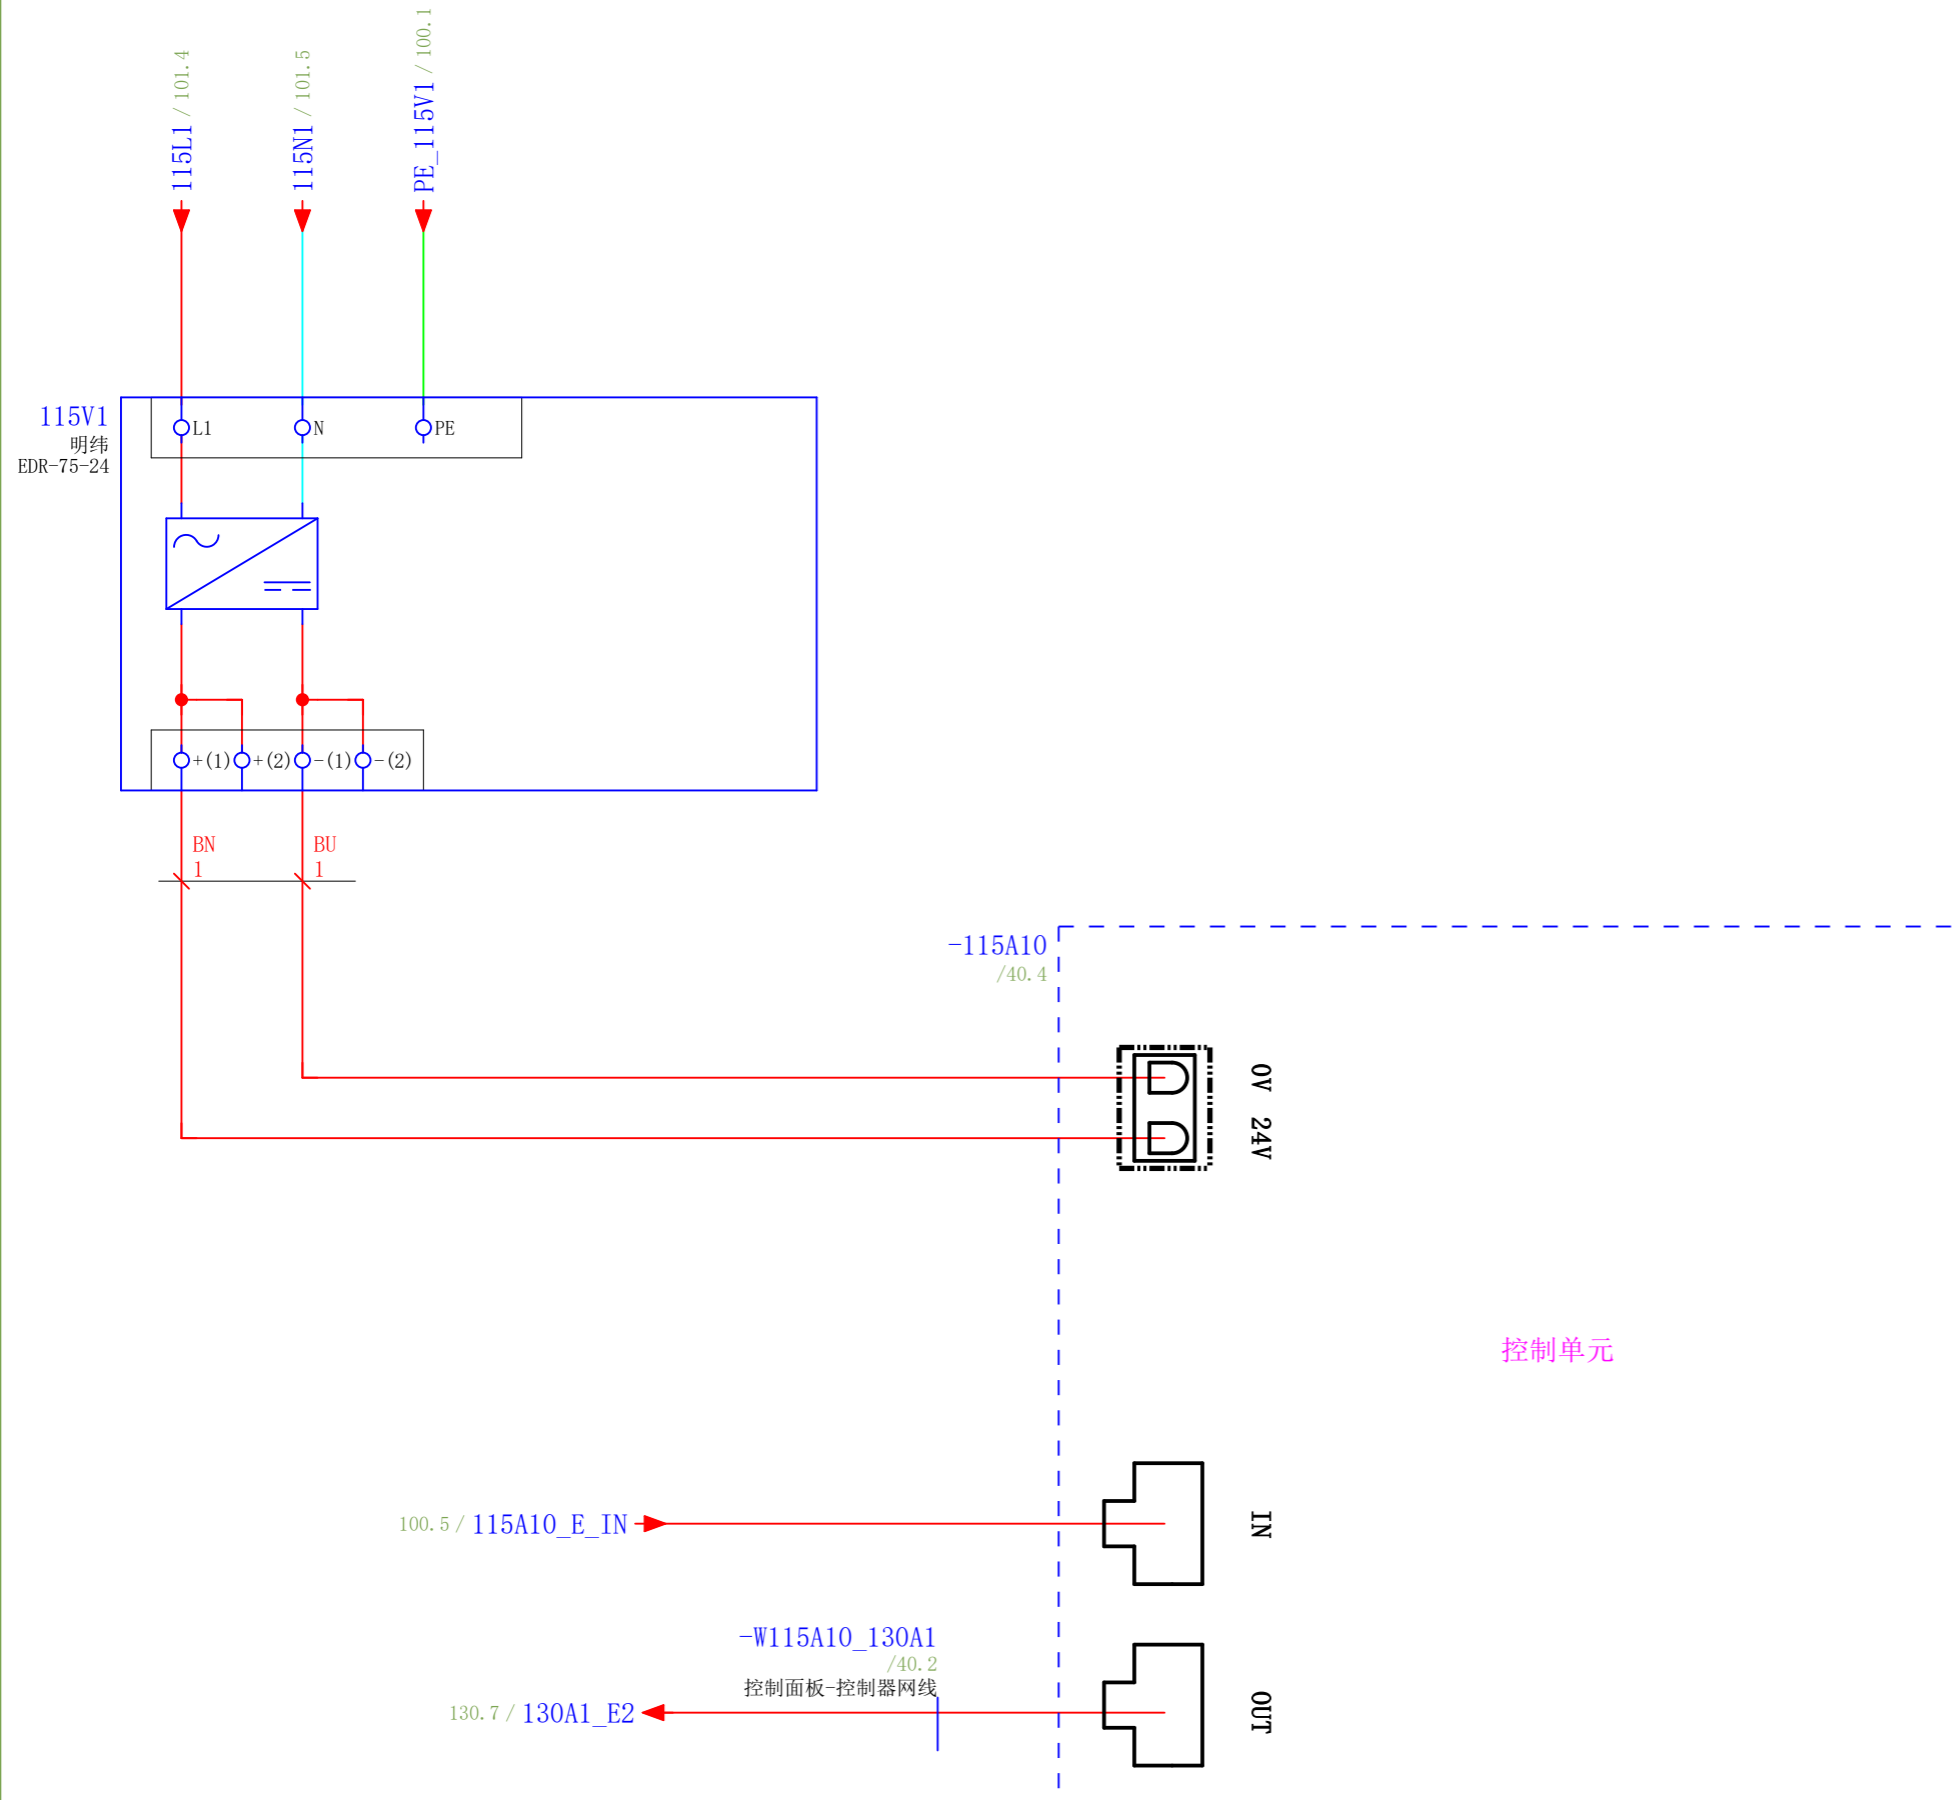 115L1 / 101.4
115N1 / 101.5
PE_115V1 / 100.1
115V1
明纬
EDR-75-24
L1
N
PE
+(1)
+(2)
-(1)
-(2)
BN
1
BU
1
-115A10
/40.4
0V
24V
控制单元
100.5 / 115A10_E_IN
IN
-W115A10_130A1
/40.2
控制面板-控制器网线
130.7 / 130A1_E2
OUT